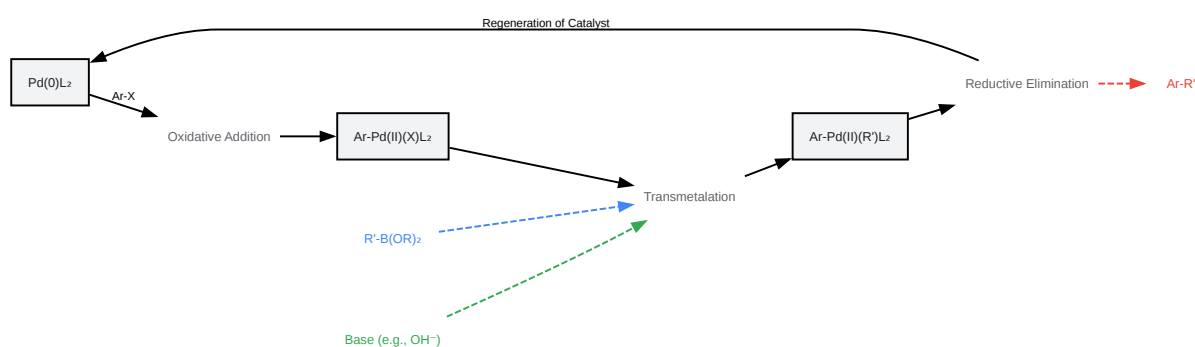 Regeneration of Catalyst
Pd(0)L₂
Ar-X
Oxidative Addition
Ar-Pd(II)(X)L₂
R'-B(OR)₂
Base (e.g., OH⁻)
Transmetalation
Ar-Pd(II)(R')L₂
Reductive Elimination
Ar-R'